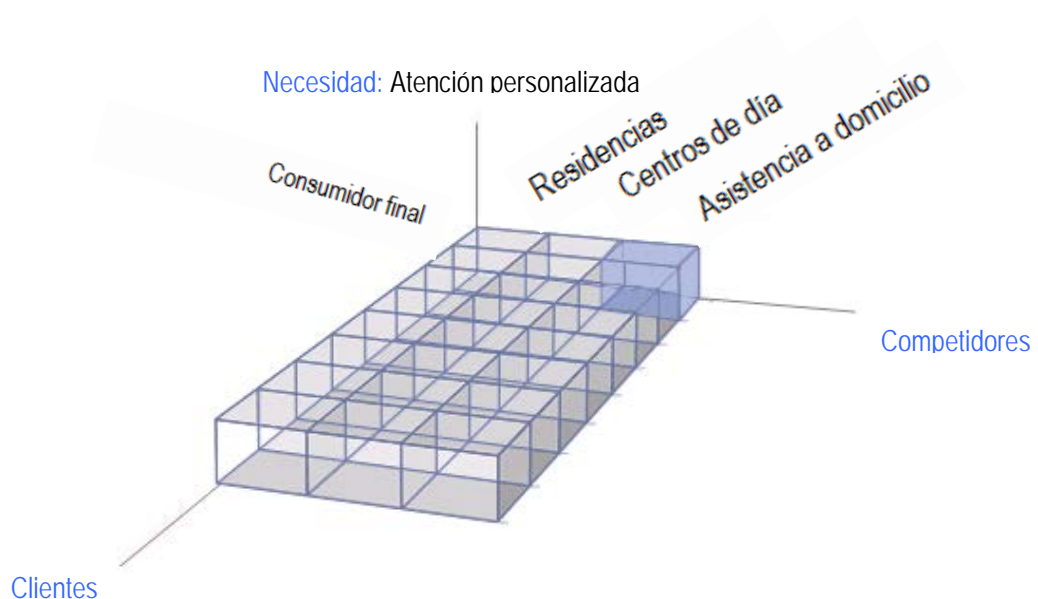 Necesidad: Atención personalizada
Residencias
Centros de día
Asistencia a domicilio
Consumidor final
Competidores
Clientes